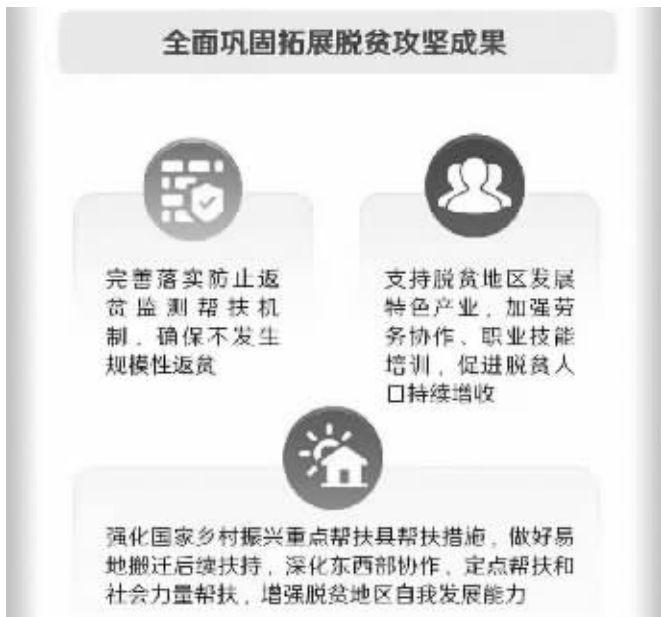 全面巩固拓展脱贫攻坚成果
完善落实防止返
贫监测帮扶机
制，确保不发生
规模性返贫
支持脱贫地区发展
特色产业，加强劳
务协作、职业技能
培训，促进脱贫人
口持续增收
强化国家乡村振兴重点帮扶县帮扶措施，做好易
地搬迁后续扶持，深化东西部协作、定点帮扶和
社会力量帮扶，增强脱贫地区自我发展能力